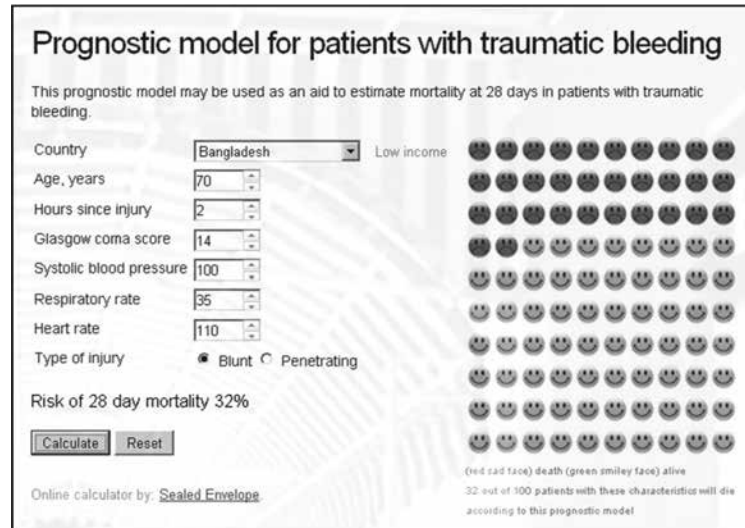 Prognostic model for patients with traumatic bleeding
This prognostic model may be used as an aid to estimate mortality at 28 days in patients with traumatic
bleeding.
Country Bangladesh Low income
Age, years 70
Hours since injury 2
Glasgow coma score 14
Systolic blood pressure 100
Respiratory rate 35
Heart rate 110
Type of injury Blunt Penetrating
Risk of 28 day mortality 32%
Calculate Reset
(red sad face) death (green smiley face) alive
32 out of 100 patients with these characteristics will die
according to this prognostic model
Online calculator by: Sealed Envelope.